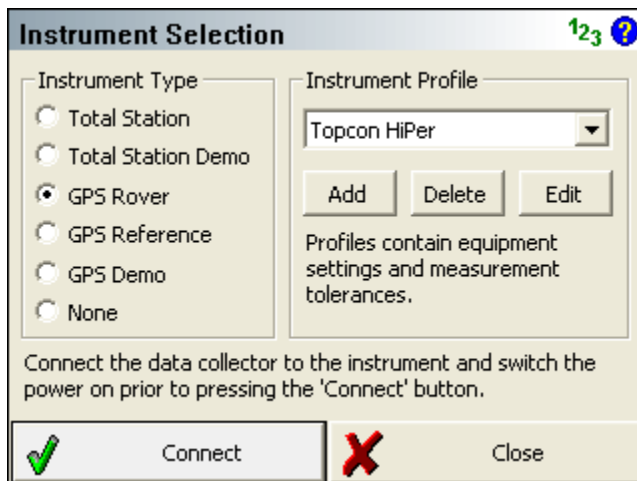 Instrument Selection
123
?
Instrument Type
Total Station
Total Station Demo
GPS Rover
GPS Reference
GPS Demo
None
Instrument Profile
Topcon HiPer
Add Delete Edit
Profiles contain equipment
settings and measurement
tolerances.
Connect the data collector to the instrument and switch the
power on prior to pressing the 'Connect' button.
Connect Close